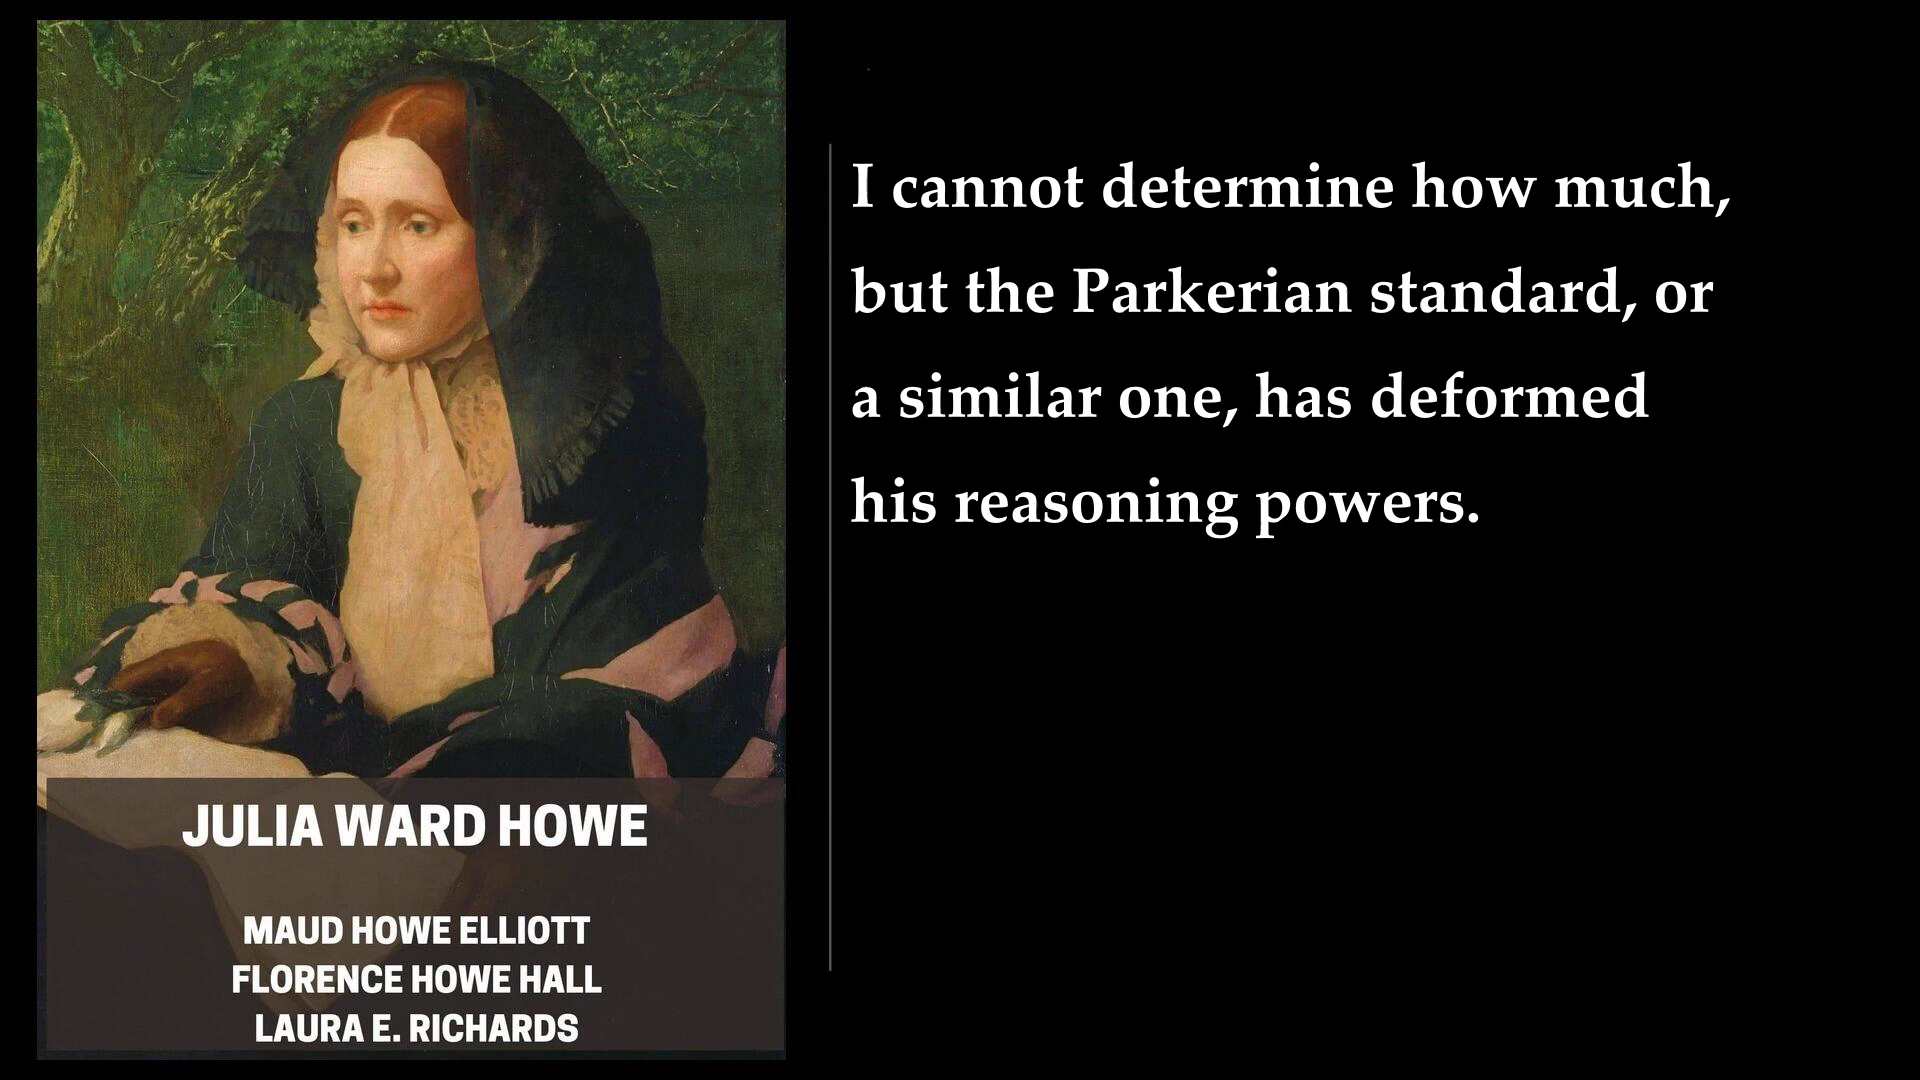 I cannot determine how much,
but the Parkerian standard, or
a similar one, has deformed
his reasoning powers.
JULIA WARD HOWE
MAUD HOWE ELLIOTT
FLORENCE HOWE HALL
LAURA E. RICHARDS